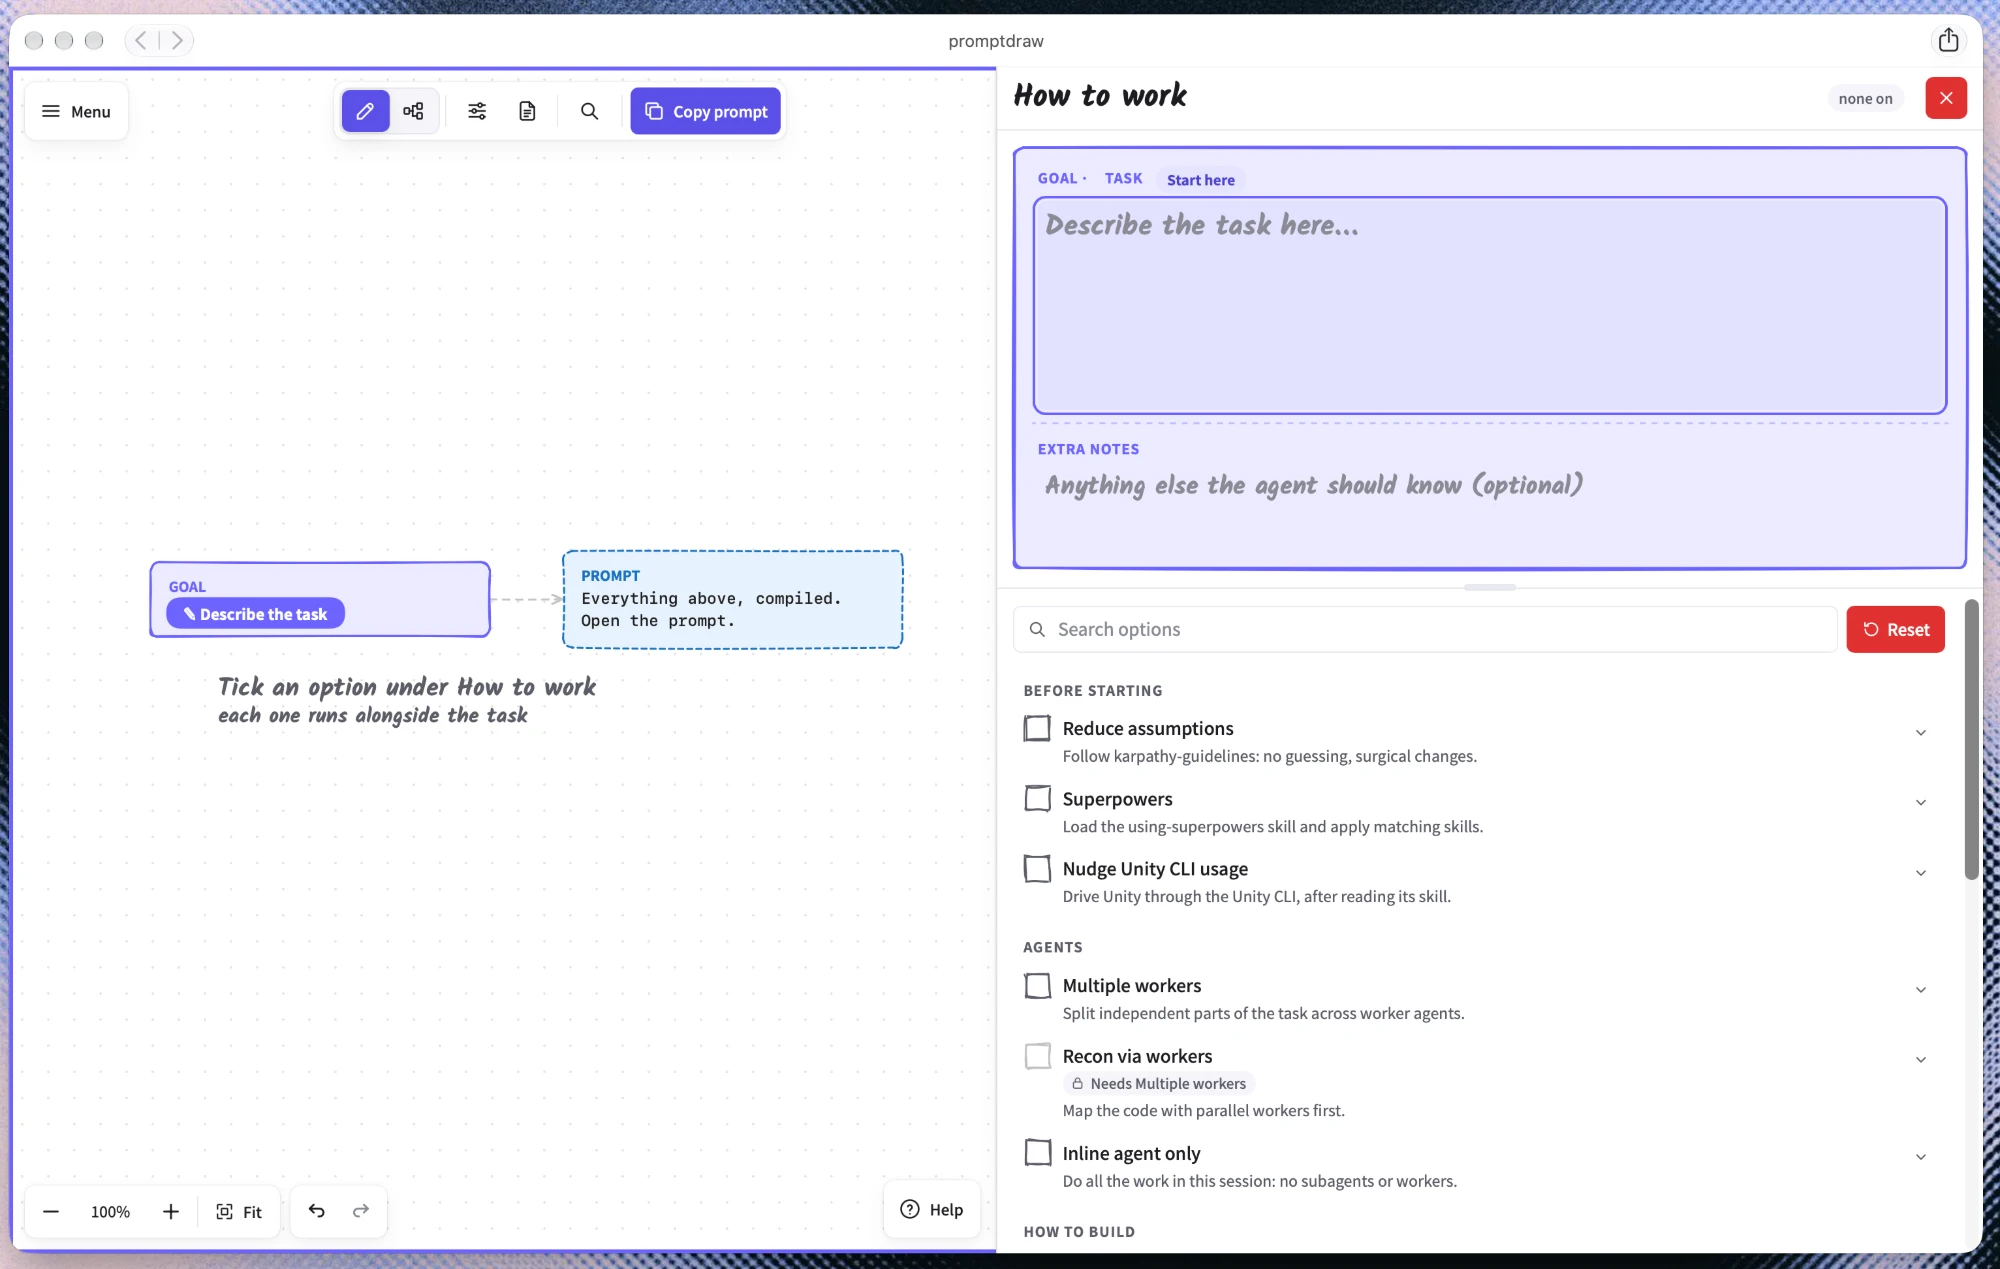 promptdraw
Menu
Copy prompt
How to work
none on
GOAL · TASK Start here
Describe the task here...
EXTRA NOTES
Anything else the agent should know (optional)
GOAL
✎ Describe the task
PROMPT
Everything above, compiled.
Open the prompt.
Tick an option under How to work
each one runs alongside the task
Search options
Reset
BEFORE STARTING
Reduce assumptions
Follow karpathy-guidelines: no guessing, surgical changes.
Superpowers
Load the using-superpowers skill and apply matching skills.
Nudge Unity CLI usage
Drive Unity through the Unity CLI, after reading its skill.
AGENTS
Multiple workers
Split independent parts of the task across worker agents.
Recon via workers
Needs Multiple workers
Map the code with parallel workers first.
Inline agent only
Do all the work in this session: no subagents or workers.
HOW TO BUILD
100%
Fit
Help